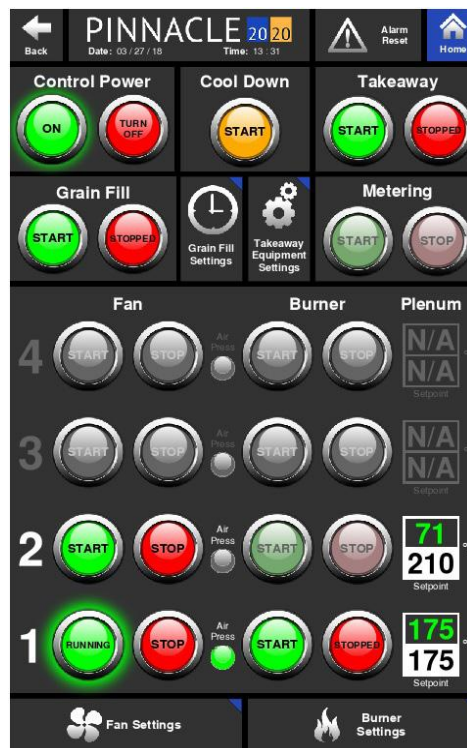 PINNACLE 20 20
Back
Date: 03/27/18
Time: 13:31
Alarm
Reset
Home
Control Power
Cool Down
Takeaway
ON
TURN
OFF
START
START
STOPPED
Grain Fill
START
STOPPED
Grain Fill
Settings
Takeaway
Equipment
Settings
Metering
START
STOP
Fan
Burner
Plenum
4
START
STOP
Air
Press
START
STOP
N/A
N/A
Setpoint
3
START
STOP
Air
Press
START
STOP
N/A
N/A
Setpoint
2
START
STOP
Air
Press
START
STOP
71
210
Setpoint
1
RUNNING
STOP
Air
Press
START
STOPPED
175
175
Setpoint
Fan Settings
Burner
Settings